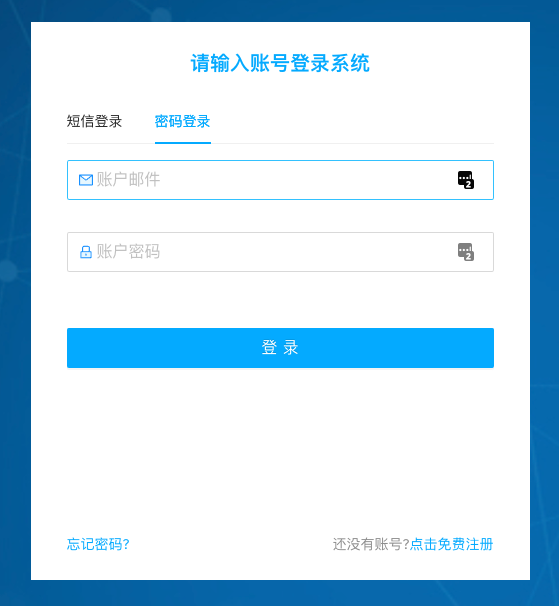 请输入账号登录系统
短信登录 密码登录
账户邮件
账户密码
登 录
忘记密码? 还没有账号?点击免费注册